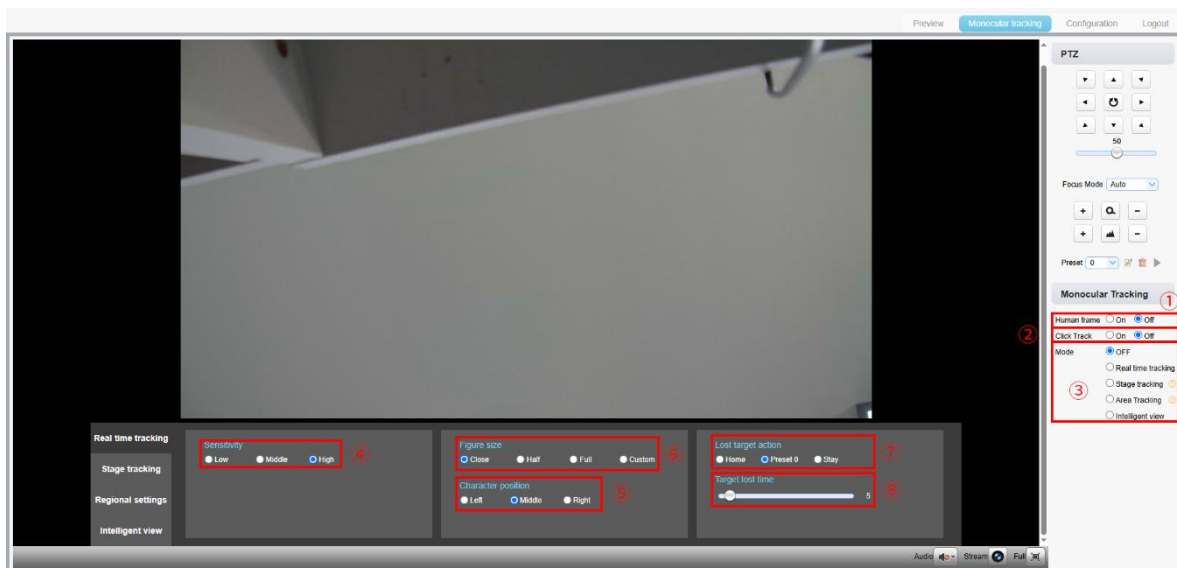 Preview Monocular tracking Configuration Logout
PTZ
50
Focus Mode Auto
+ −
+ −
Preset 0
Monocular Tracking ①
Human frame On Off
② Click Track On Off
Mode OFF
Real time tracking
③ Stage tracking
Area Tracking
Intelligent view
Real time tracking
Stage tracking
Regional settings
Intelligent view
Sensitivity
Low Middle High ④
Figure size
Close Half Full Custom ⑥
Character position
Left Middle Right ⑤
Lost target action
Home Preset 0 Stay ⑦
Target lost time
5 ⑧
Audio Stream Full